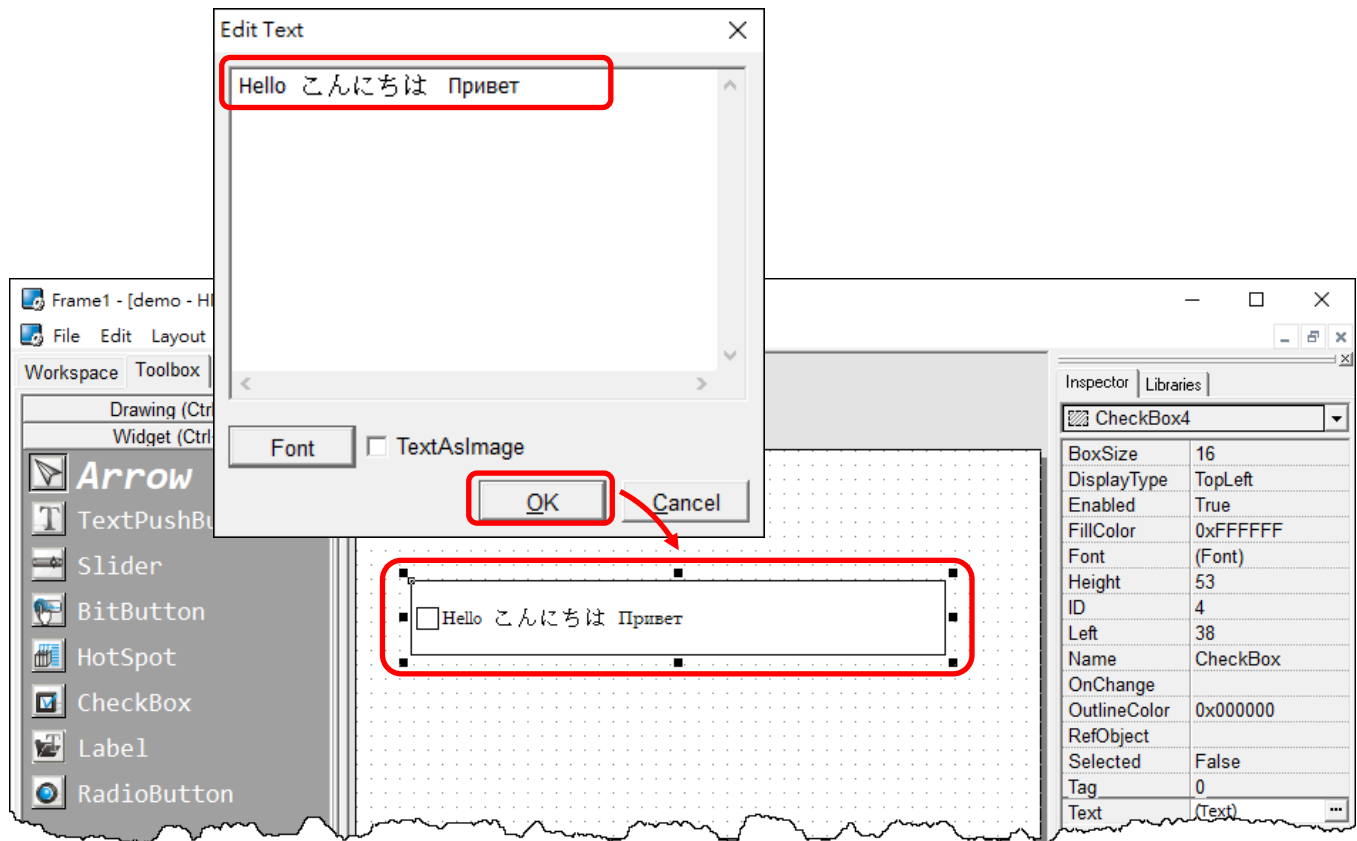 Edit Text
Hello こんにちは Привет
Font
TextAsImage
OK
Cancel
Frame1 - [demo - H
File Edit Layout
Workspace Toolbox
Drawing (Ctr
Widget (Ctrl
Arrow
TextPushBu
Slider
BitButton
HotSpot
CheckBox
Label
RadioButton
Hello こんにちは Привет
Inspector Libraries
CheckBox4
BoxSize 16
DisplayType TopLeft
Enabled True
FillColor 0xFFFFFF
Font (Font)
Height 53
ID 4
Left 38
Name CheckBox
OnChange
OutlineColor 0x000000
RefObject
Selected False
Tag 0
Text (Text) ...